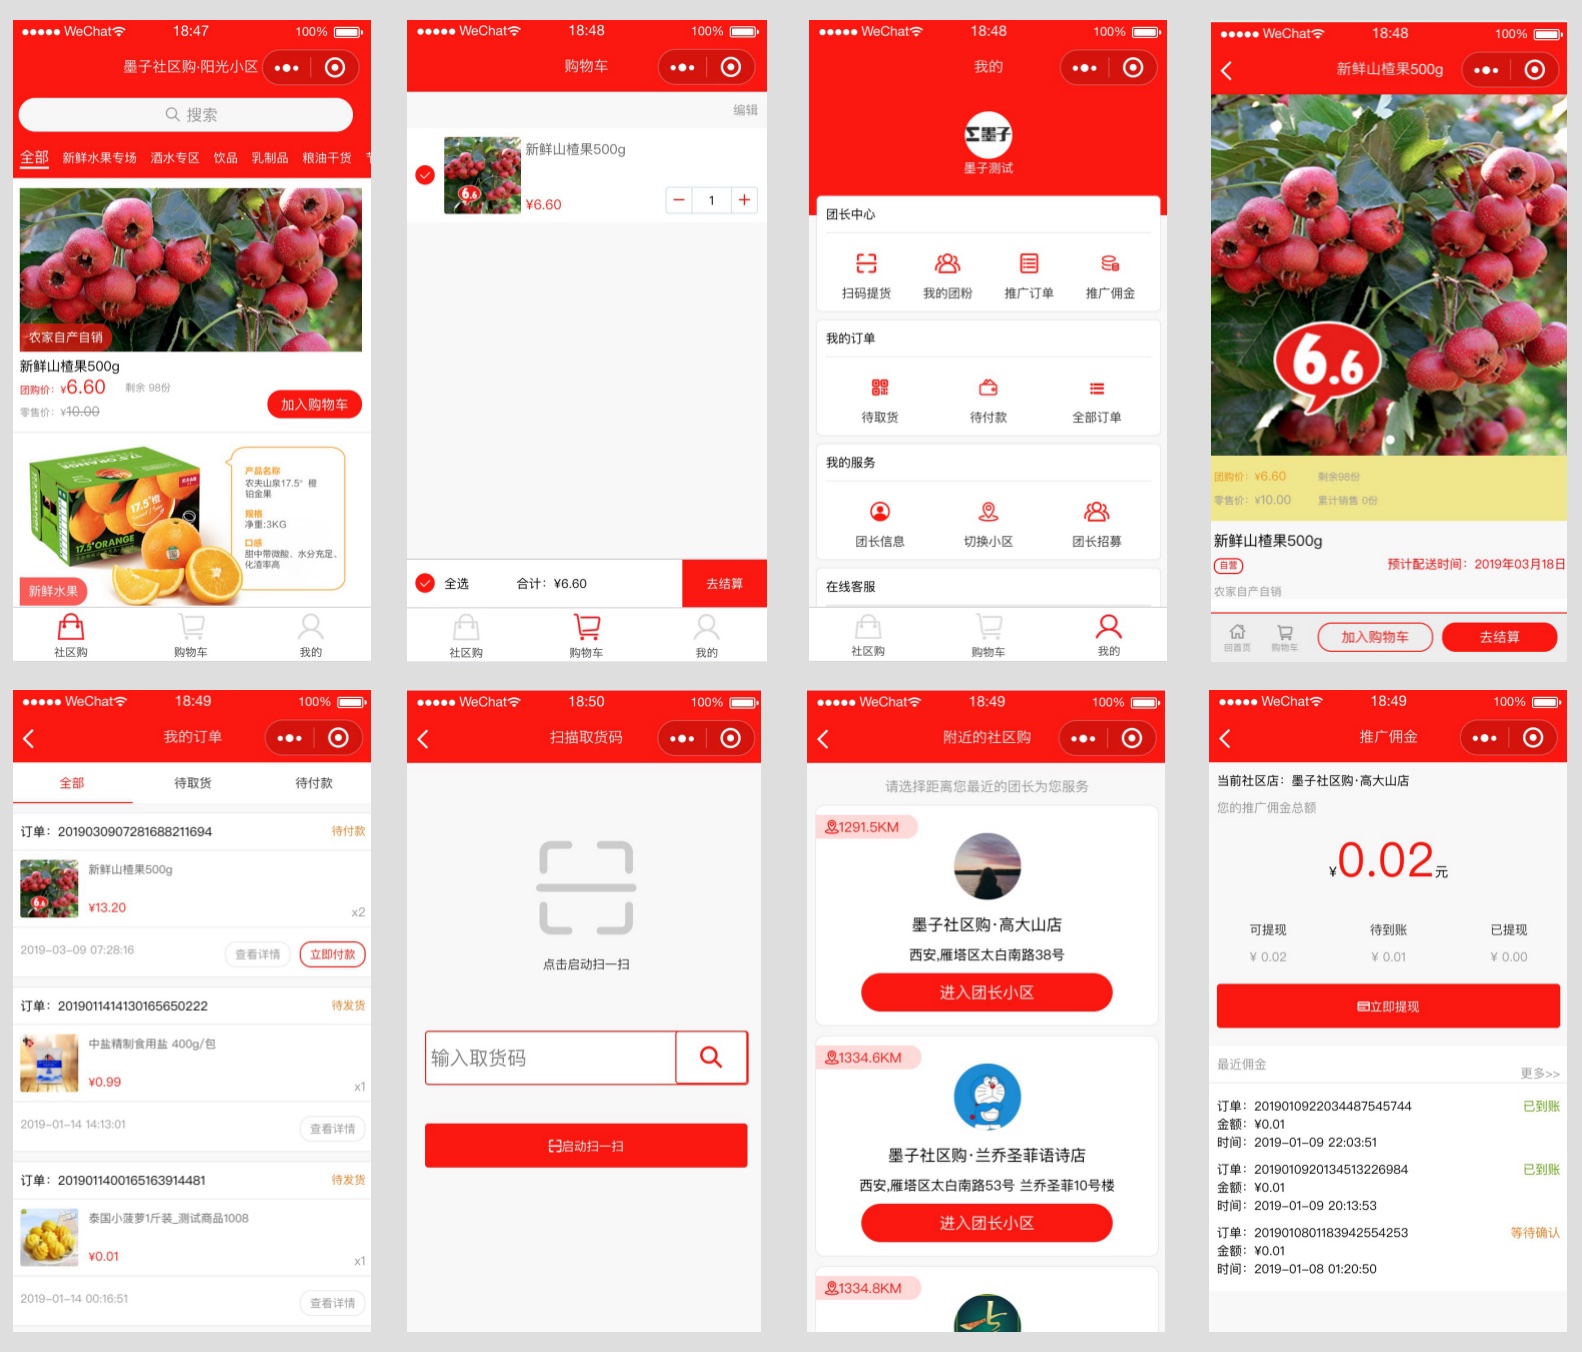 WeChat 18:47 100%
墨子社区购·阳光小区
搜索
全部 新鲜水果专场 酒水专区 饮品 乳制品 粮油干货
农家自产自销
新鲜山楂果500g
团购价: ¥6.60 剩余 98份
零售价: ¥10.00
加入购物车
17.5°ORANGE
17.5°橙
17.5°ORANGE
产品名称
农夫山泉17.5° 橙
铂金果
规格
净重:3KG
口感
甜中带微酸、水分充足、
化渣率高
新鲜水果
社区购 购物车 我的
WeChat 18:48 100%
购物车
编辑
新鲜山楂果500g
6.6
¥6.60
1
全选 合计: ¥6.60 去结算
社区购 购物车 我的
WeChat 18:48 100%
我的
Σ墨子
墨子测试
团长中心
扫码提货 我的团粉 推广订单 推广佣金
我的订单
待取货 待付款 全部订单
我的服务
团长信息 切换小区 团长招募
在线客服
社区购 购物车 我的
WeChat 18:48 100%
新鲜山楂果500g
6.6
团购价: ¥6.60 剩余98份
零售价: ¥10.00 累计销售 0份
新鲜山楂果500g
自营 预计配送时间: 2019年03月18日
农家自产自销
回首页 购物车 加入购物车 去结算
WeChat 18:49 100%
我的订单
全部 待取货 待付款
订单: 2019030907281688211694 待付款
新鲜山楂果500g
6.6
¥13.20
x2
2019-03-09 07:28:16 查看详情 立即付款
订单: 2019011414130165650222 待发货
中盐精制食用盐 400g/包
¥0.99
x1
2019-01-14 14:13:01 查看详情
订单: 2019011400165163914481 待发货
泰国小菠萝1斤装_测试商品1008
¥0.01
x1
2019-01-14 00:16:51 查看详情
WeChat 18:50 100%
扫描取货码
点击启动扫一扫
输入取货码
启动扫一扫
WeChat 18:49 100%
附近的社区购
请选择距离您最近的团长为您服务
1291.5KM
墨子社区购·高大山店
西安,雁塔区太白南路38号
进入团长小区
1334.6KM
墨子社区购·兰乔圣菲语诗店
西安,雁塔区太白南路53号 兰乔圣菲10号楼
进入团长小区
1334.8KM
WeChat 18:49 100%
推广佣金
当前社区店: 墨子社区购·高大山店
您的推广佣金总额
¥0.02元
可提现 待到账 已提现
¥ 0.02 ¥ 0.01 ¥ 0.00
立即提现
最近佣金
更多>>
订单: 2019010922034487545744 已到账
金额: ¥0.01
时间: 2019-01-09 22:03:51
订单: 2019010920134513226984 已到账
金额: ¥0.01
时间: 2019-01-09 20:13:53
订单: 2019010801183942554253 等待确认
金额: ¥0.01
时间: 2019-01-08 01:20:50